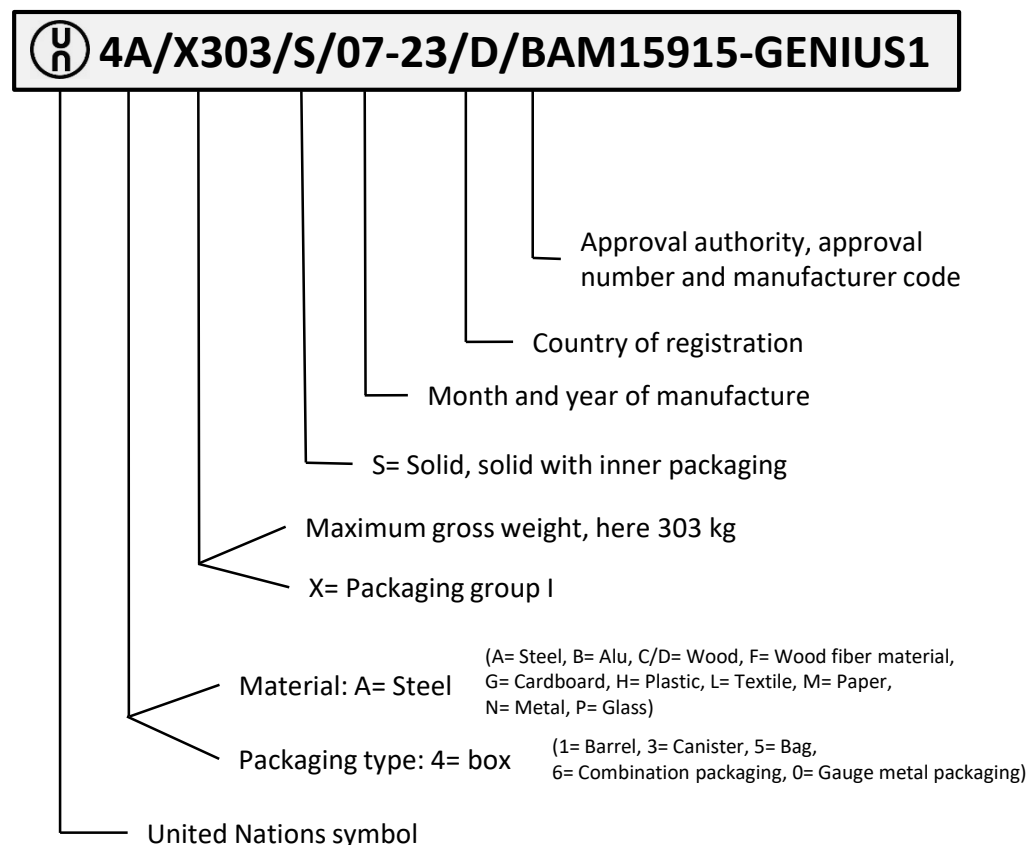 un 4A/X303/S/07-23/D/BAM15915-GENIUS1
Approval authority, approval
number and manufacturer code
Country of registration
Month and year of manufacture
S= Solid, solid with inner packaging
Maximum gross weight, here 303 kg
X= Packaging group I
Material: A= Steel
(A= Steel, B= Alu, C/D= Wood, F= Wood fiber material,
G= Cardboard, H= Plastic, L= Textile, M= Paper,
N= Metal, P= Glass)
Packaging type: 4= box
(1= Barrel, 3= Canister, 5= Bag,
6= Combination packaging, 0= Gauge metal packaging)
United Nations symbol